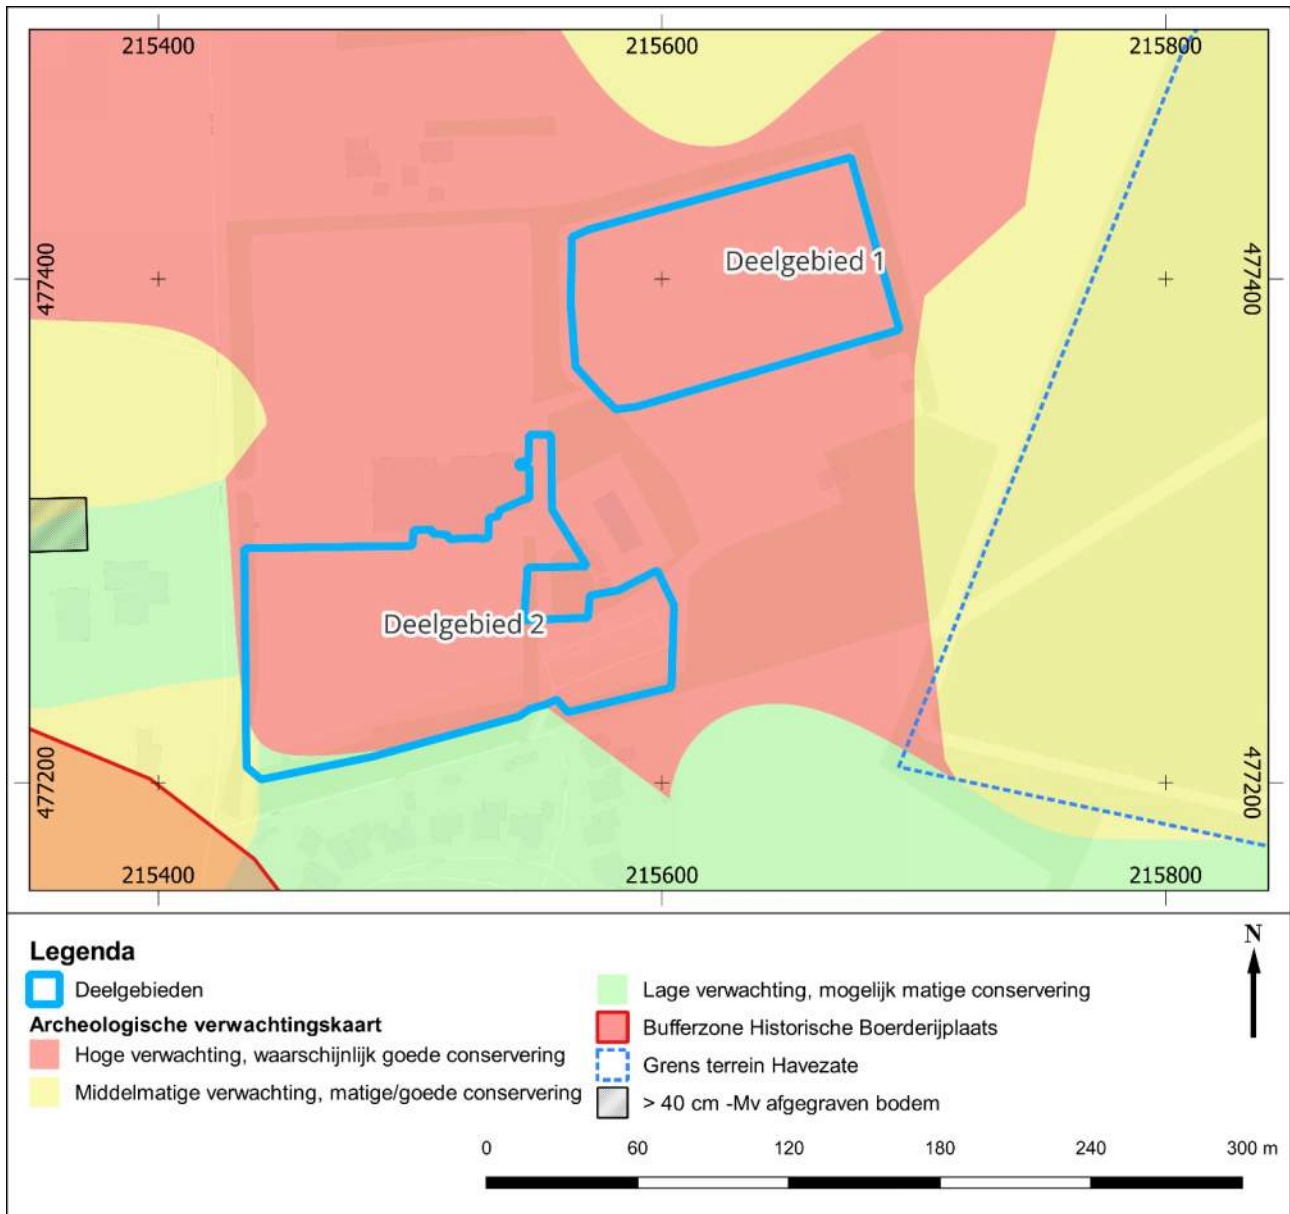 215400 215600 215800
477400 477400
Deelgebied 1
Deelgebied 2
477200 477200
215400 215600 215800
N
Legenda
Deelgebieden
Archeologische verwachtingskaart
Hoge verwachting, waarschijnlijk goede conservering
Middelmatige verwachting, matige/goede conservering
Lage verwachting, mogelijk matige conservering
Bufferzone Historische Boerderijplaats
Grens terrein Havezate
> 40 cm -Mv afgegraven bodem
0 60 120 180 240 300 m